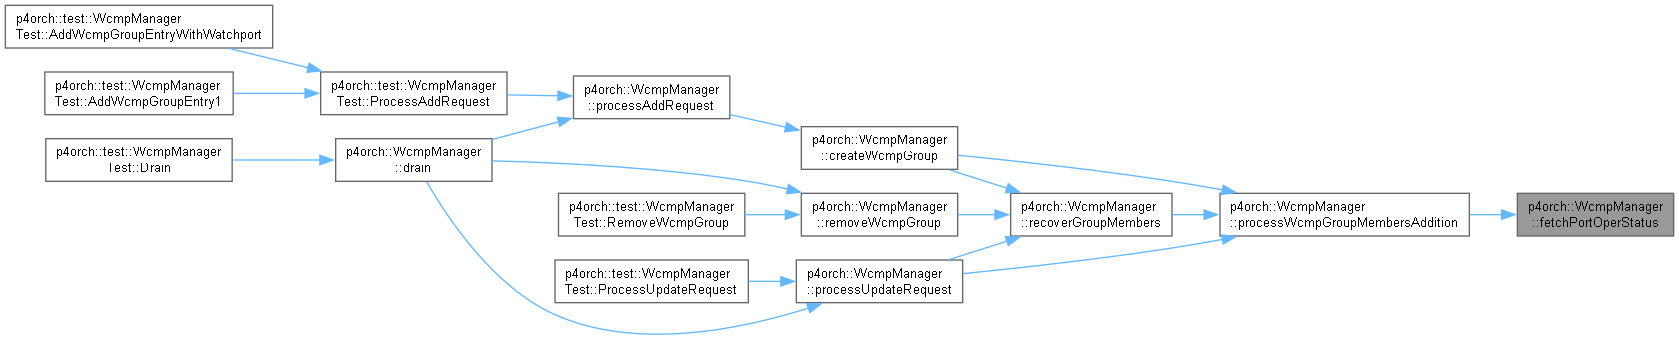 p4orch::test::WcmpManager
Test::AddWcmpGroupEntryWithWatchport
p4orch::test::WcmpManager
Test::AddWcmpGroupEntry1
p4orch::test::WcmpManager
Test::Drain
p4orch::test::WcmpManager
Test::ProcessAddRequest
p4orch::WcmpManager
::drain
p4orch::WcmpManager
::processAddRequest
p4orch::test::WcmpManager
Test::RemoveWcmpGroup
p4orch::test::WcmpManager
Test::ProcessUpdateRequest
p4orch::WcmpManager
::createWcmpGroup
p4orch::WcmpManager
::removeWcmpGroup
p4orch::WcmpManager
::processUpdateRequest
p4orch::WcmpManager
::recoverGroupMembers
p4orch::WcmpManager
::processWcmpGroupMembersAddition
p4orch::WcmpManager
::fetchPortOperStatus